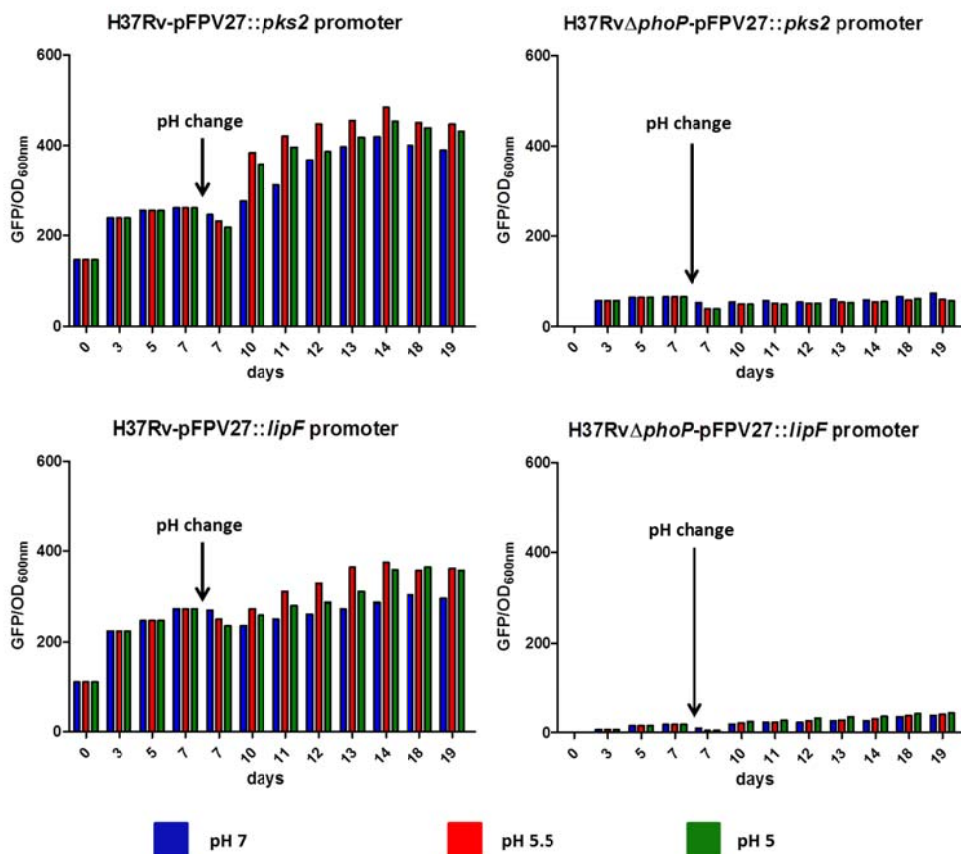 H37Rv-pFPV27::pks2 promoter
600
400
200
0
GFP/OD600nm
pH change
0 3 5 7 7 10 11 12 13 14 18 19
days
H37RvΔphoP-pFPV27::pks2 promoter
600
400
200
0
GFP/OD600nm
pH change
0 3 5 7 7 10 11 12 13 14 18 19
days
H37Rv-pFPV27::lipF promoter
600
400
200
0
GFP/OD600nm
pH change
0 3 5 7 7 10 11 12 13 14 18 19
days
H37RvΔphoP-pFPV27::lipF promoter
600
400
200
0
GFP/OD600nm
pH change
0 3 5 7 7 10 11 12 13 14 18 19
days
pH 7 pH 5.5 pH 5